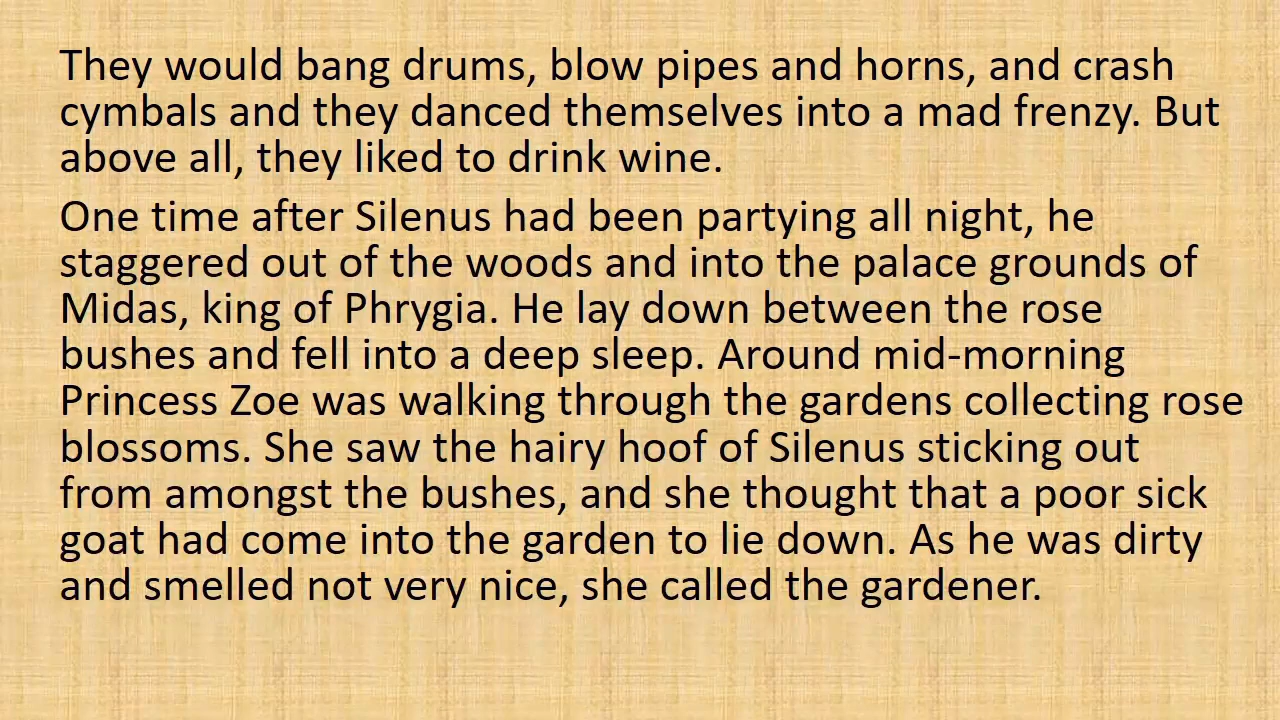 They would bang drums, blow pipes and horns, and crash
cymbals and they danced themselves into a mad frenzy. But
above all, they liked to drink wine.
One time after Silenus had been partying all night, he
staggered out of the woods and into the palace grounds of
Midas, king of Phrygia. He lay down between the rose
bushes and fell into a deep sleep. Around mid-morning
Princess Zoe was walking through the gardens collecting rose
blossoms. She saw the hairy hoof of Silenus sticking out
from amongst the bushes, and she thought that a poor sick
goat had come into the garden to lie down. As he was dirty
and smelled not very nice, she called the gardener.